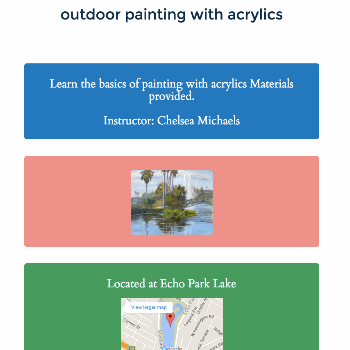 outdoor painting with acrylics
Learn the basics of painting with acrylics Materials
provided.
Instructor: Chelsea Michaels
Located at Echo Park Lake
View larger map